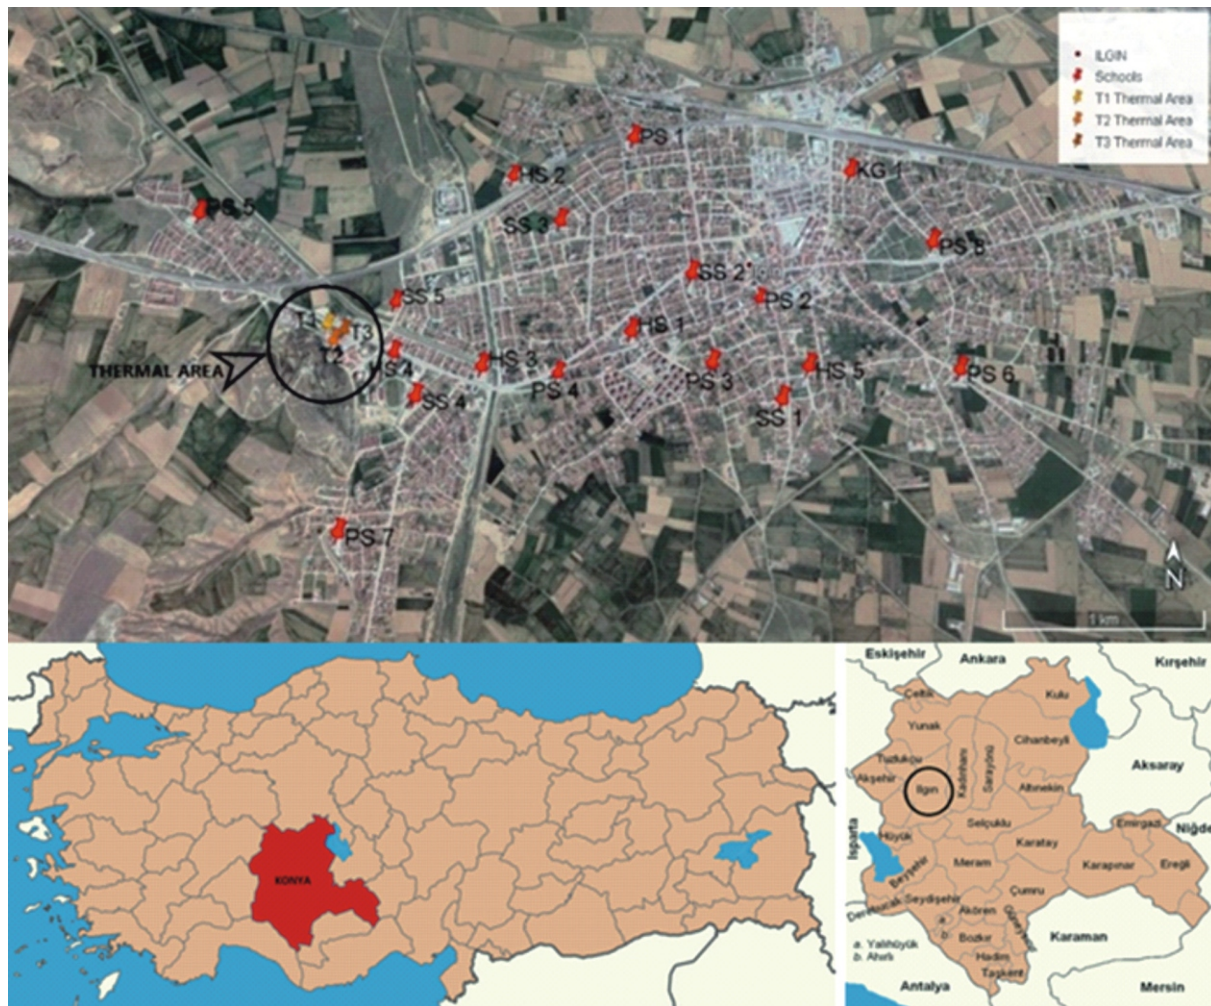 ILGIN
Schools
T1 Thermal Area
T2 Thermal Area
T3 Thermal Area
PS 1
HS 2
KG 1
PS 5
SS 3
PS 8
SS 2
SS 5
PS 2
T1
T3
T2
HS 1
THERMAL AREA
HS 4
HS 3
PS 4
PS 3
HS 5
PS 6
SS 4
SS 1
PS 7
N
1 km
KONYA
Eskişehir
Ankara
Kırşehir
Çeltik
Kulu
Yunak
Cihanbeyli
Tuzlukçu
Kadınhanı
Sarayönü
Aksaray
Akşehir
Ilgın
Altınekin
Isparta
Hüyük
Selçuklu
Emirgazi
Niğde
Karatay
Beyşehir
Meram
Karapınar
Ereğli
Derebucak
Seydişehir
Çumru
Akören
Güneysınır
a
b
Bozkır
Karaman
a. Yalıhüyük
b. Ahırlı
Hadim
Taşkent
Antalya
Mersin